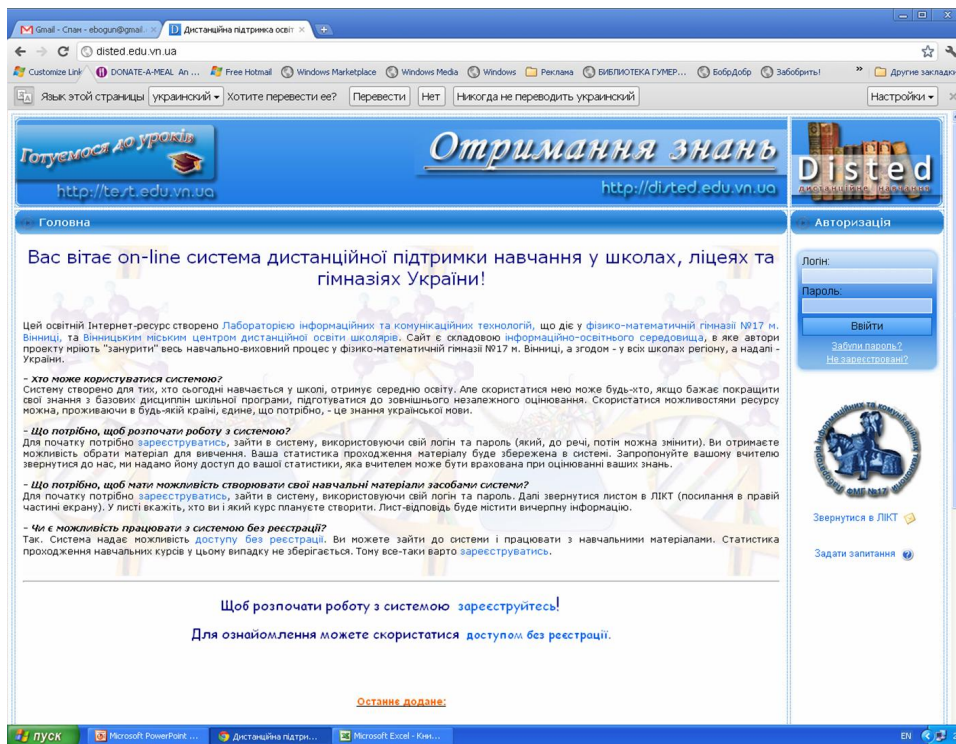 Gmail - Спам - ebogun@gmail.
Дистанційна підтримка освіт
disted.edu.vn.ua
Customize Link
DONATE-A-MEAL An ...
Free Hotmail
Windows Marketplace
Windows Media
Windows
Реклама
БИБЛИОТЕКА ГУМЕР...
БобрДобр
Забобрить!
»
Другие закладки
Язык этой страницы украинский Хотите перевести ее? Перевести Нет Никогда не переводить украинский Настройки
Готуємося до уроків
http://test.edu.vn.ua
Отримання знань
http://disted.edu.vn.ua
Disted
дистанційне навчання
Головна
Авторизація
Вас вітає on-line система дистанційної підтримки навчання у школах, ліцеях та
гімназіях України!
Цей освітній Інтернет-ресурс створено Лабораторією інформаційних та комунікаційних технологій, що діє у фізико-математичній гімназії №17 м.
Вінниці, та Вінницьким міським центром дистанційної освіти школярів. Сайт є складовою інформаційно-освітнього середовища, в яке автори
проекту мріють "занурити" весь навчально-виховний процес у фізико-математичній гімназії №17 м. Вінниці, а згодом - у всіх школах регіону, а надалі -
України.
- Хто може користуватися системою?
Систему створено для тих, хто сьогодні навчається у школі, отримує середню освіту. Але скористатися нею може будь-хто, якщо бажає покращити
свої знання з базових дисциплін шкільної програми, підготуватися до зовнішнього незалежного оцінювання. Скористатися можливостями ресурсу
можна, проживаючи в будь-якій країні, єдине, що потрібно, - це знання української мови.
- Що потрібно, щоб розпочати роботу з системою?
Для початку потрібно зареєструватись, зайти в систему, використовуючи свій логін та пароль (який, до речі, потім можна змінити). Ви отримаєте
можливість обрати матеріал для вивчення. Ваша статистика проходження матеріалу буде збережена в системі. Запропонуйте вашому вчителю
звернутися до нас, ми надамо йому доступ до вашої статистики, яка вчителем може бути врахована при оцінюванні ваших знань.
- Що потрібно, щоб мати можливість створювати свої навчальні матеріали засобами системи?
Для початку потрібно зареєструватись, зайти в систему, використовуючи свій логін та пароль. Далі звернутися листом в ЛІКТ (посилання в правій
частині екрану). У листі вкажіть, хто ви і який курс плануєте створити. Лист-відповідь буде містити вичерпну інформацію.
- Чи є можливість працювати з системою без реєстрації?
Так. Система надає можливість доступу без реєстрації. Ви можете зайти до системи і працювати з навчальними матеріалами. Статистика
проходження навчальних курсів у цьому випадку не зберігається. Тому все-таки варто зареєструватись.
Щоб розпочати роботу з системою зареєструйтесь!
Для ознайомлення можете скористатися доступом без реєстрації.
Останнє додане:
Логін:
Пароль:
Ввійти
Забули пароль?
Не зареєстровані?
Лабораторія інформаційних та комунікаційних технологій
ФМГ №17
Звернутися в ЛІКТ
Задати запитання
пуск
Microsoft PowerPoint ...
Дистанційна підтри...
Microsoft Excel - Кни...
EN